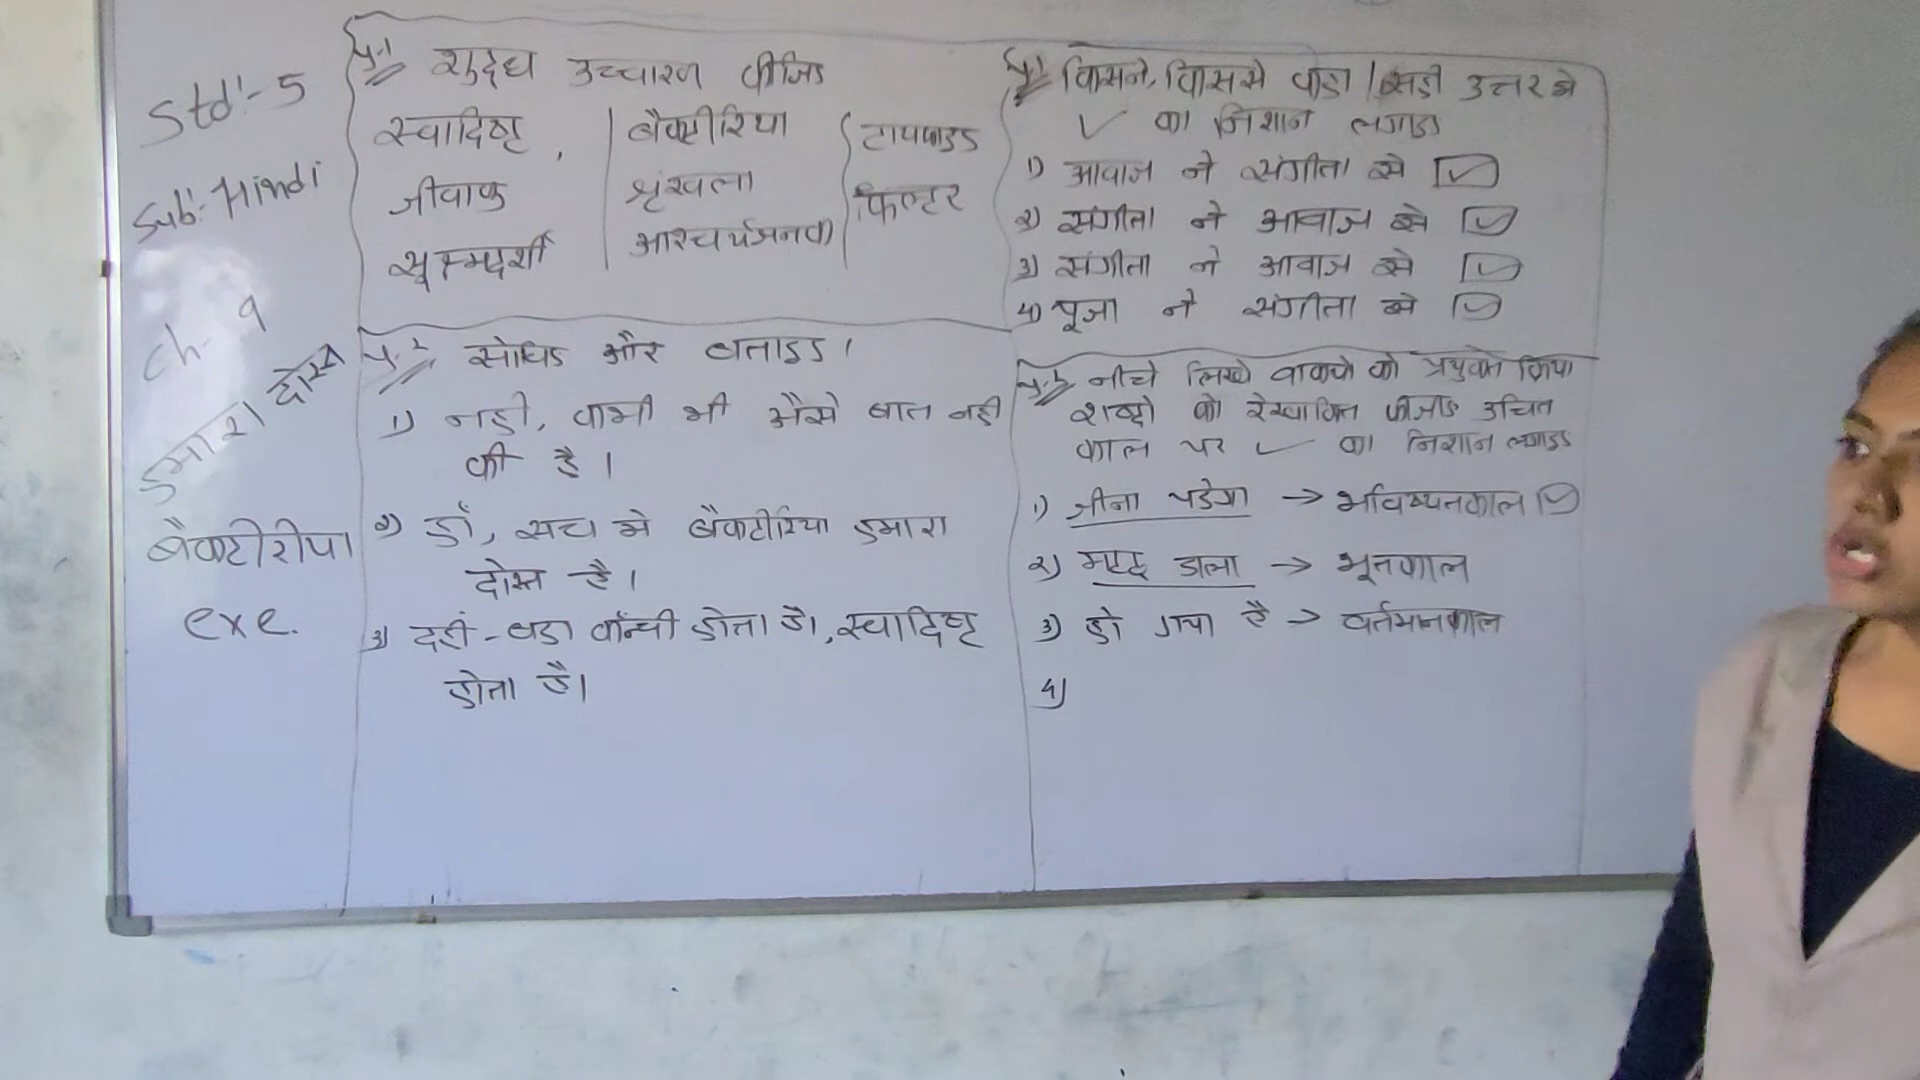 Std:- 5
Sub:- Hindi
Ch- 9
हमारा दोस्त
बैक्टीरीया
exe.
प्र.1 शुद्ध उच्चारण कीजिए
स्वादिष्ट, बैक्टीरिया टायफाइड
जीवाणु श्रृंखला फिल्टर
सूक्ष्मदर्शी आश्चर्यजनक
प्र.2 सोचिए और बताइए।
1) नही, कभी भी मैंसे बात नही
की है।
2) हाँ, सच मे बैक्टीरिया हमारा
दोस्त है।
3) दही-बडा कॉन्ची होता है, स्वादिष्ट
होता है।
किसने, किससे कहा / सही उत्तर मे
✓ का निशान लगाइए
1) आवाज ने संगीता से ✓
2) संगीता ने आवाज से ✓
3) संगीता ने आवाज से ✓
4) पूजा ने संगीता से ✓
नीचे लिखे वाक्यो को प्रयुक्त क्रिया
शब्दो को रेखांकित कीजिए उचित
काल पर ✓ का निशान लगाइए
1) जीना पडेगा → भविष्यतकाल ✓
2) डाला → भूतकाल
3) हो गया है → वर्तमानकाल
4)